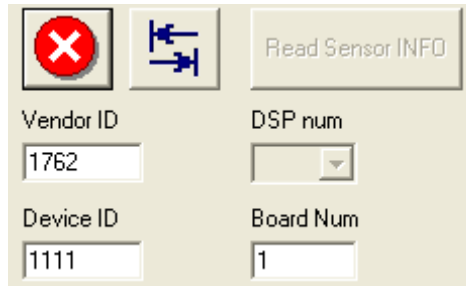 Read Sensor INFO
Vendor ID
DSP num
1762
Device ID
Board Num
1111
1